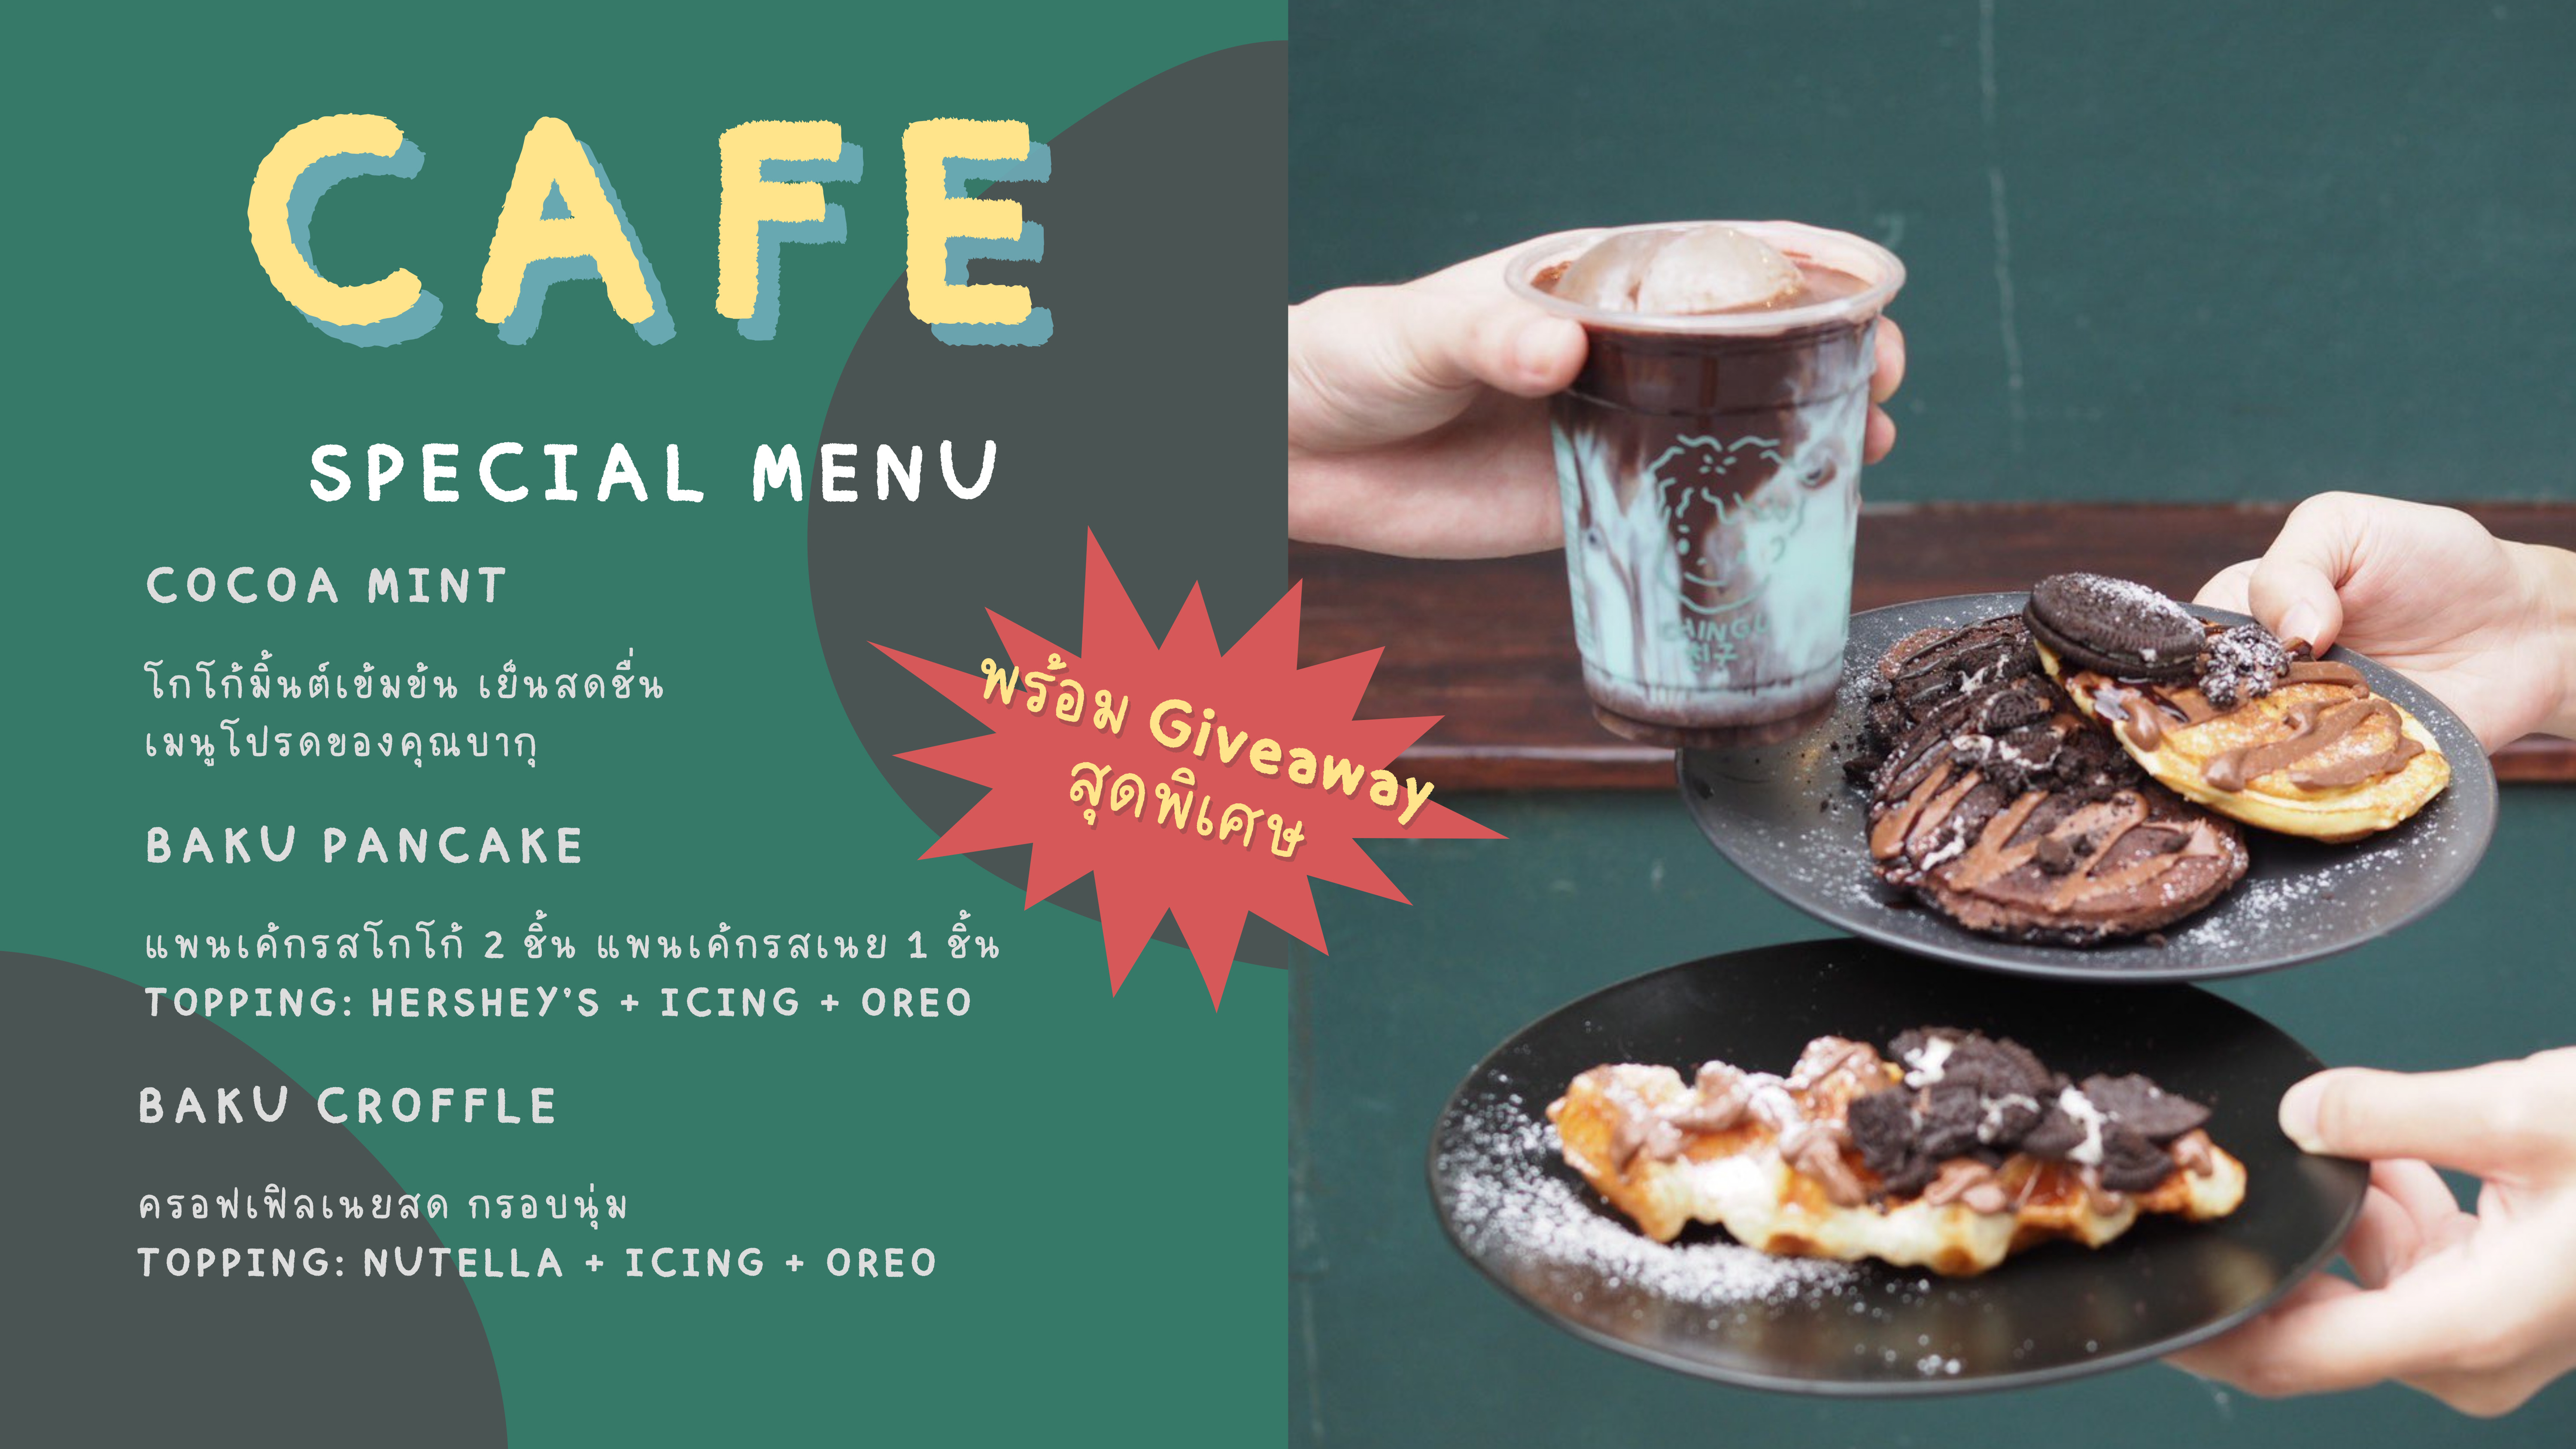 CAFE
SPECIAL MENU
COCOA MINT
โกโก้มิ้นต์เข้มข้น เย็นสดชื่น
เมนูโปรดของคุณบากุ
BAKU PANCAKE
แพนเค้กรสโกโก้ 2 ชิ้น แพนเค้กรสเนย 1 ชิ้น
TOPPING: HERSHEY'S + ICING + OREO
BAKU CROFFLE
ครอฟเฟิลเนยสด กรอบนุ่ม
TOPPING: NUTELLA + ICING + OREO
พร้อม Giveaway
สุดพิเศษ